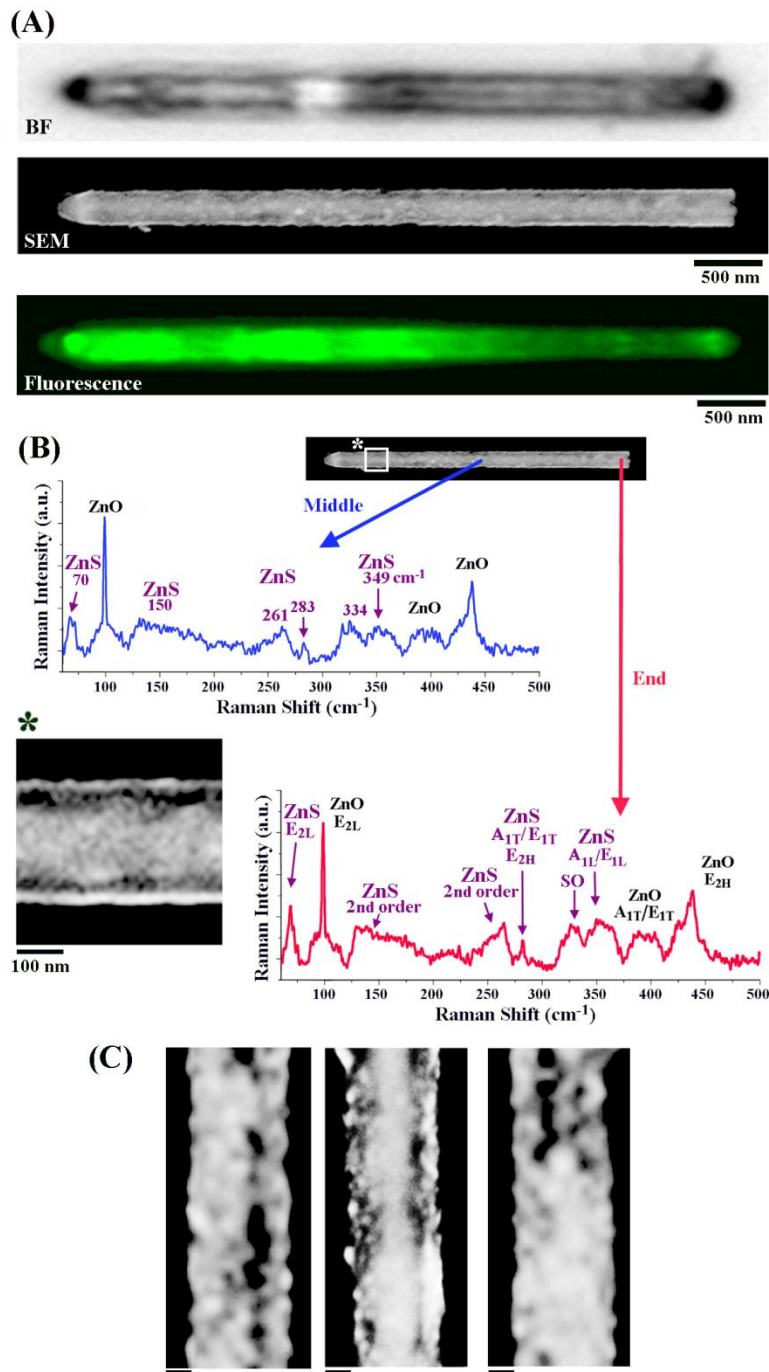 (A)
BF
SEM
500 nm
Fluorescence
500 nm
(B)
*
Middle
End
Raman Intensity (a.u.)
ZnO
ZnS
70
ZnS
150
ZnS
261
283
334
ZnS
349 cm-1
ZnO
ZnO
100
150
200
250
300
350
400
450
500
Raman Shift (cm-1)
*
100 nm
Raman Intensity (a.u.)
ZnS
E2L
ZnO
E2L
ZnS
2nd order
ZnS
2nd order
ZnS
A1T/E1T
E2H
SO
ZnS
A1L/E1L
ZnO
A1T/E1T
ZnO
E2H
100
150
200
250
300
350
400
450
500
Raman Shift (cm-1)
(C)